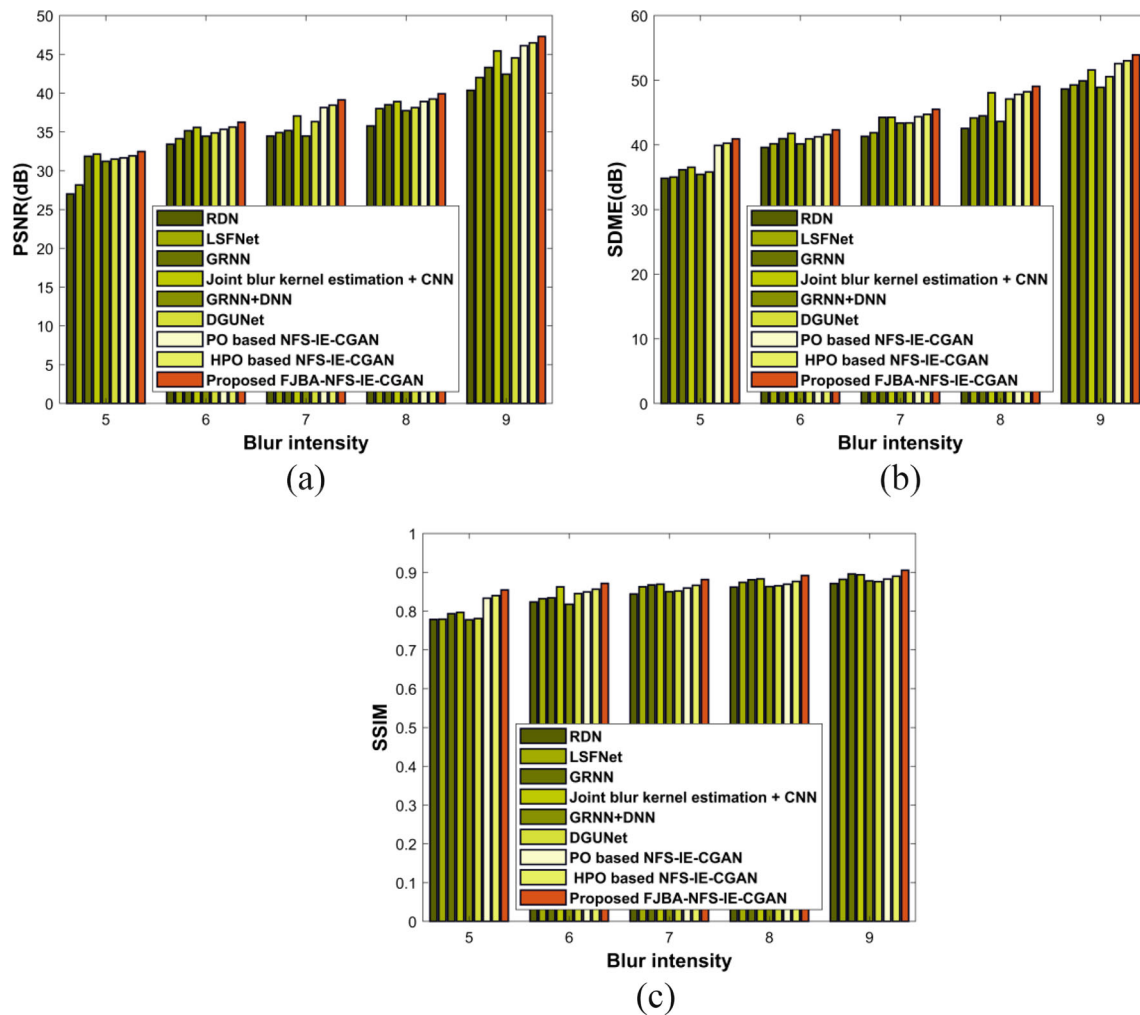 50
45
40
35
30
25
20
15
10
5
0
PSNR(dB)
RDN
LSFNet
GRNN
Joint blur kernel estimation + CNN
GRNN+DNN
DGUNet
PO based NFS-IE-CGAN
HPO based NFS-IE-CGAN
Proposed FJBA-NFS-IE-CGAN
5 6 7 8 9
Blur intensity
(a)
60
50
40
30
20
10
0
SDME(dB)
RDN
LSFNet
GRNN
Joint blur kernel estimation + CNN
GRNN+DNN
DGUNet
PO based NFS-IE-CGAN
HPO based NFS-IE-CGAN
Proposed FJBA-NFS-IE-CGAN
5 6 7 8 9
Blur intensity
(b)
1
0.9
0.8
0.7
0.6
0.5
0.4
0.3
0.2
0.1
0
SSIM
RDN
LSFNet
GRNN
Joint blur kernel estimation + CNN
GRNN+DNN
DGUNet
PO based NFS-IE-CGAN
HPO based NFS-IE-CGAN
Proposed FJBA-NFS-IE-CGAN
5 6 7 8 9
Blur intensity
(c)